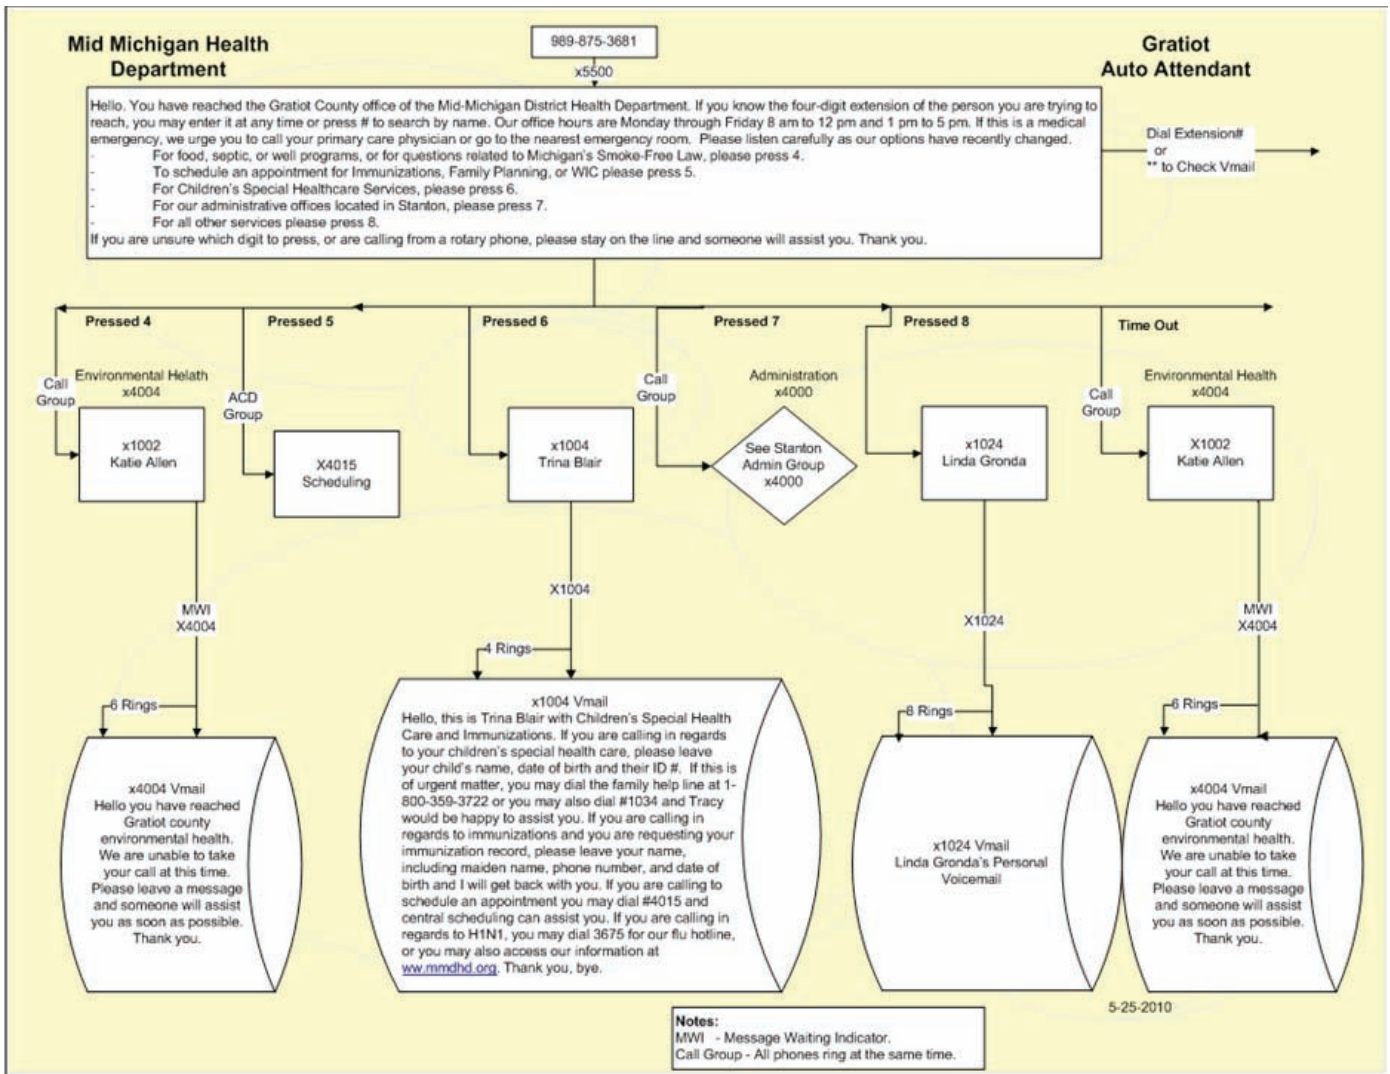 Mid Michigan Health
Department
989-875-3681
x5500
Gratiot
Auto Attendant
Hello. You have reached the Gratiot County office of the Mid-Michigan District Health Department. If you know the four-digit extension of the person you are trying to
reach, you may enter it at any time or press # to search by name. Our office hours are Monday through Friday 8 am to 12 pm and 1 pm to 5 pm. If this is a medical
emergency, we urge you to call your primary care physician or go to the nearest emergency room. Please listen carefully as our options have recently changed.
- For food, septic, or well programs, or for questions related to Michigan's Smoke-Free Law, please press 4.
- To schedule an appointment for Immunizations, Family Planning, or WIC please press 5.
- For Children's Special Healthcare Services, please press 6.
- For our administrative offices located in Stanton, please press 7.
- For all other services please press 8.
If you are unsure which digit to press, or are calling from a rotary phone, please stay on the line and someone will assist you. Thank you.
Dial Extension#
or
** to Check Vmail
Pressed 4
Pressed 5
Pressed 6
Pressed 7
Pressed 8
Time Out
Call
Group
Environmental Helath
x4004
x1002
Katie Allen
MWI
X4004
6 Rings
x4004 Vmail
Hello you have reached
Gratiot county
environmental health.
We are unable to take
your call at this time.
Please leave a message
and someone will assist
you as soon as possible.
Thank you.
ACD
Group
X4015
Scheduling
x1004
Trina Blair
X1004
4 Rings
x1004 Vmail
Hello, this is Trina Blair with Children's Special Health
Care and Immunizations. If you are calling in regards
to your children's special health care, please leave
your child's name, date of birth and their ID #. If this is
of urgent matter, you may dial the family help line at 1-
800-359-3722 or you may also dial #1034 and Tracy
would be happy to assist you. If you are calling in
regards to immunizations and you are requesting your
immunization record, please leave your name,
including maiden name, phone number, and date of
birth and I will get back with you. If you are calling to
schedule an appointment you may dial #4015 and
central scheduling can assist you. If you are calling in
regards to H1N1, you may dial 3675 for our flu hotline,
or you may also access our information at
ww.mmdhd.org. Thank you, bye.
Call
Group
Administration
x4000
See Stanton
Admin Group
x4000
x1024
Linda Gronda
X1024
8 Rings
x1024 Vmail
Linda Gronda's Personal
Voicemail
Call
Group
Environmental Health
x4004
X1002
Katie Allen
MWI
X4004
6 Rings
x4004 Vmail
Hello you have reached
Gratiot county
environmental health.
We are unable to take
your call at this time.
Please leave a message
and someone will assist
you as soon as possible.
Thank you.
5-25-2010
Notes:
MWI - Message Waiting Indicator.
Call Group - All phones ring at the same time.